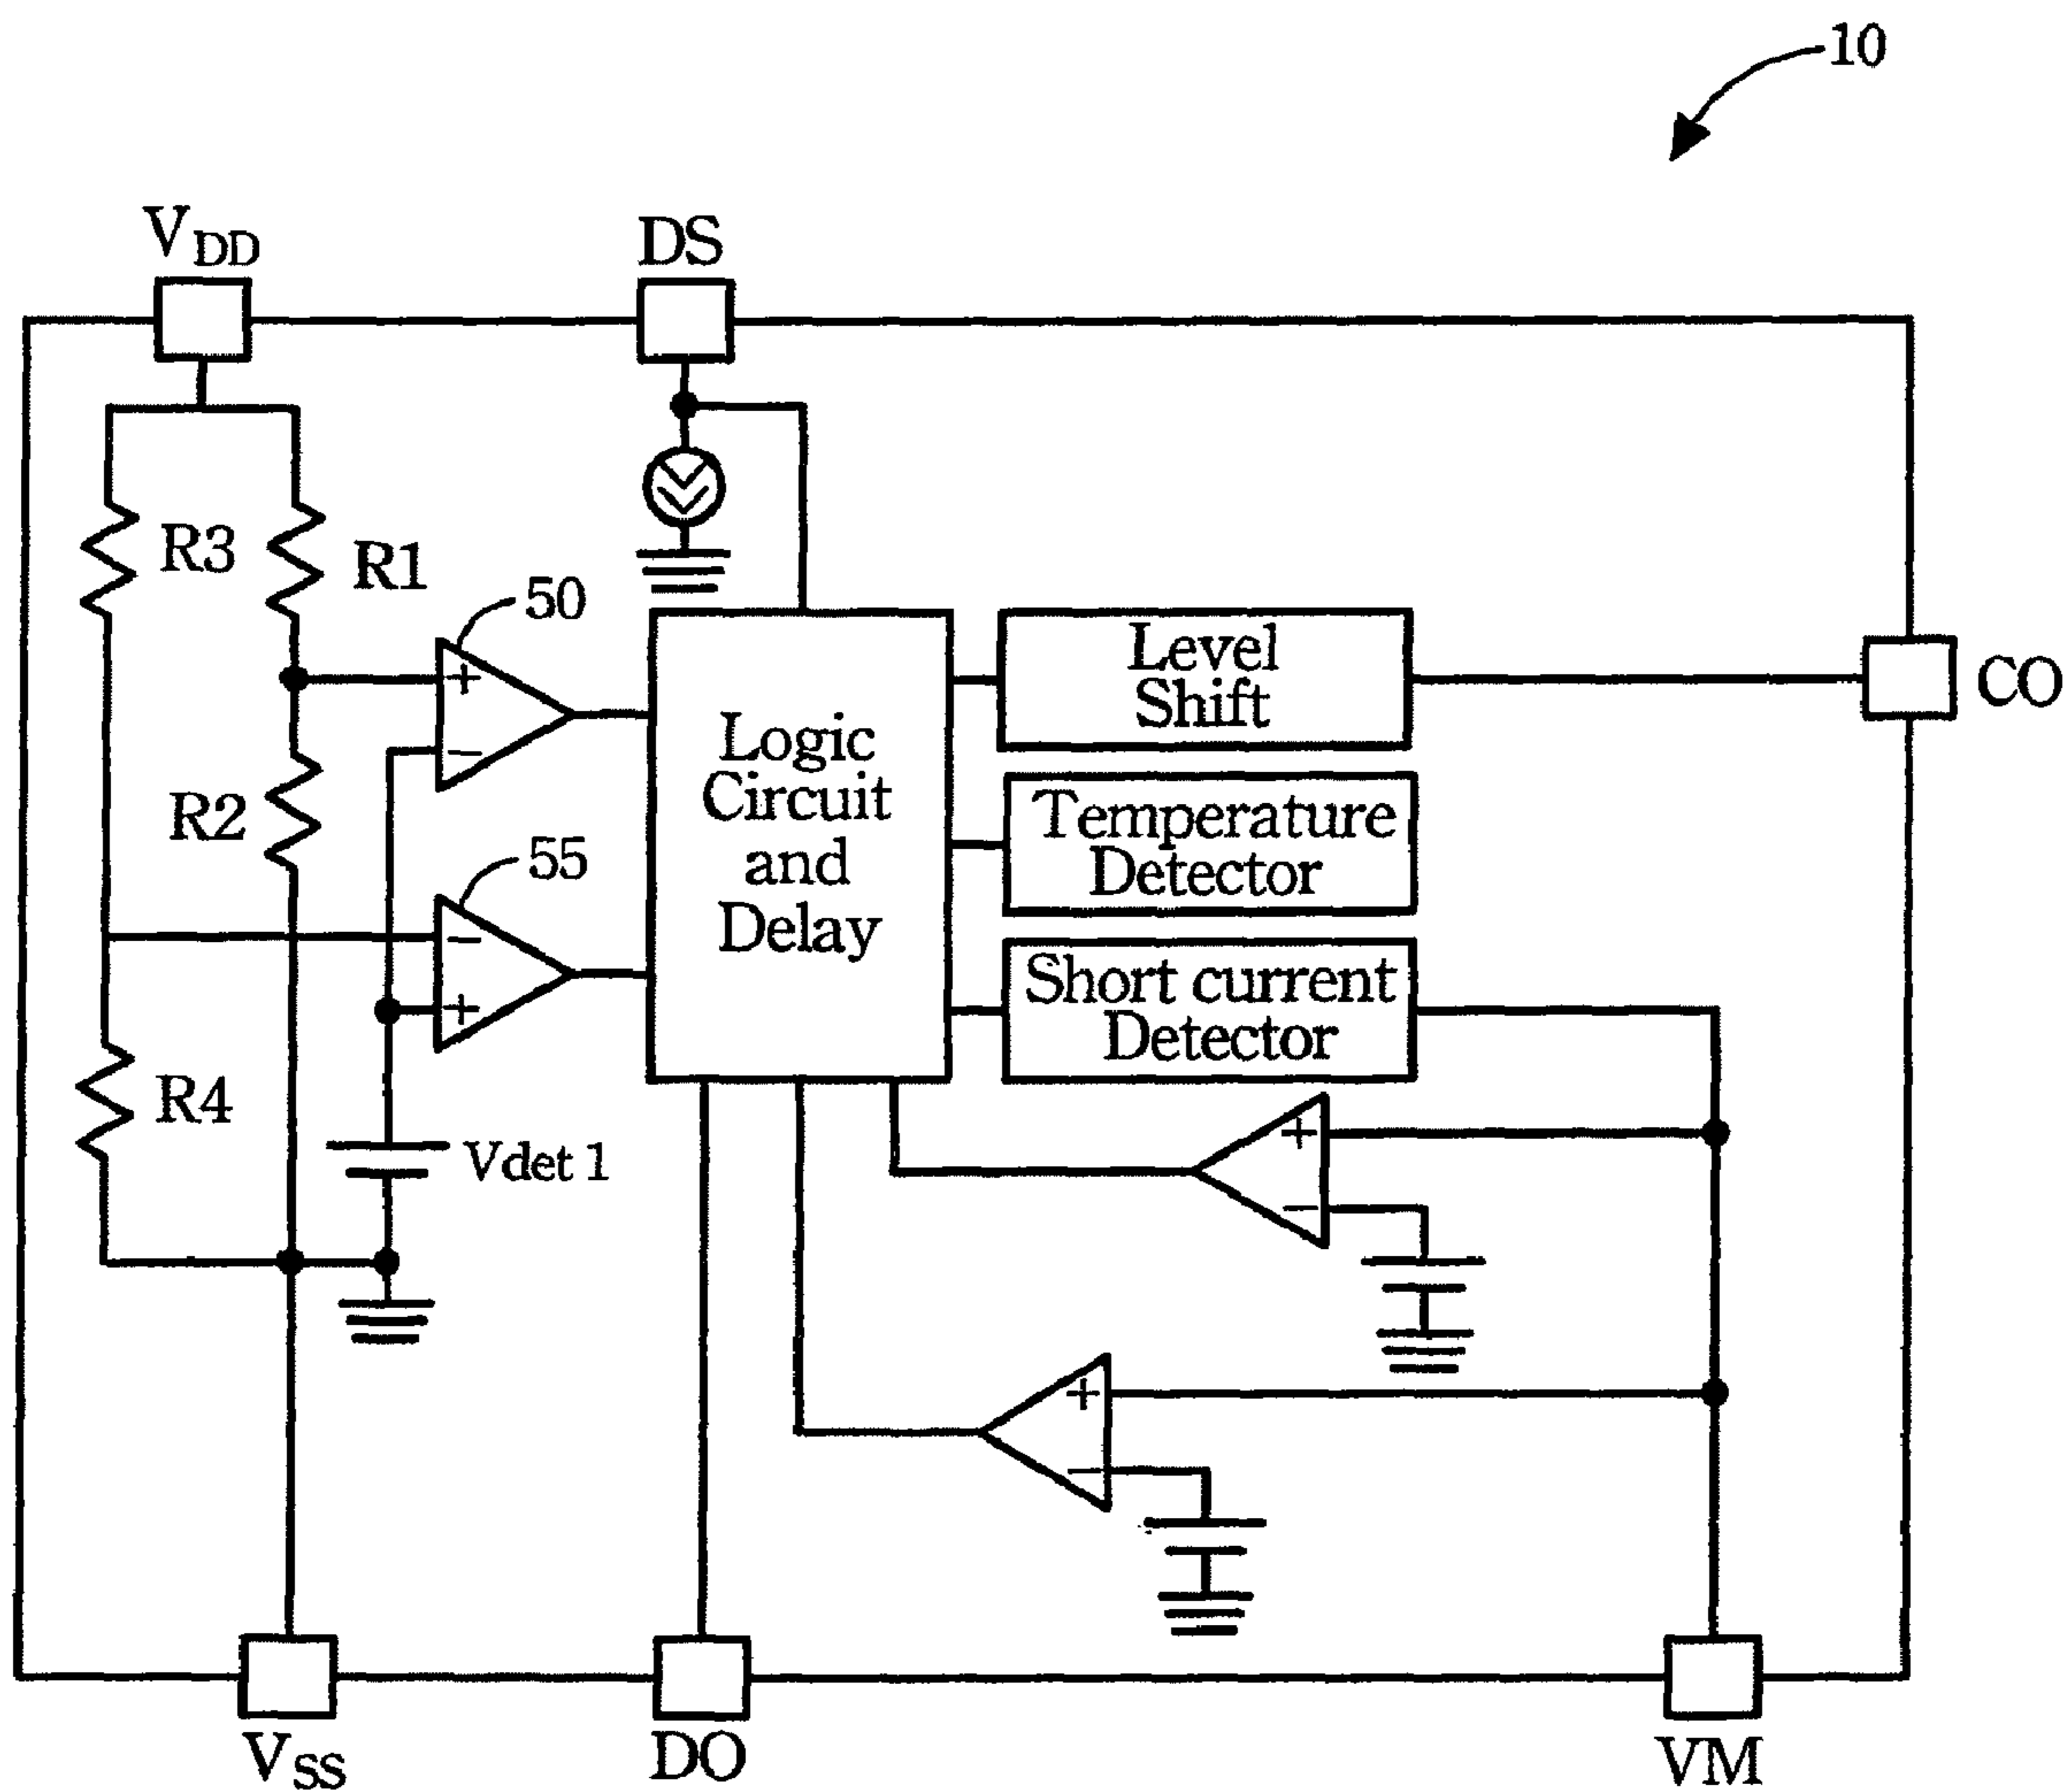 10
VDD
DS
R3
R1
50
+
−
Level
Shift
CO
Logic
Circuit
and
Delay
R2
Temperature
Detector
55
−
+
Short current
Detector
R4
Vdet 1
+
−
+
−
VSS
DO
VM